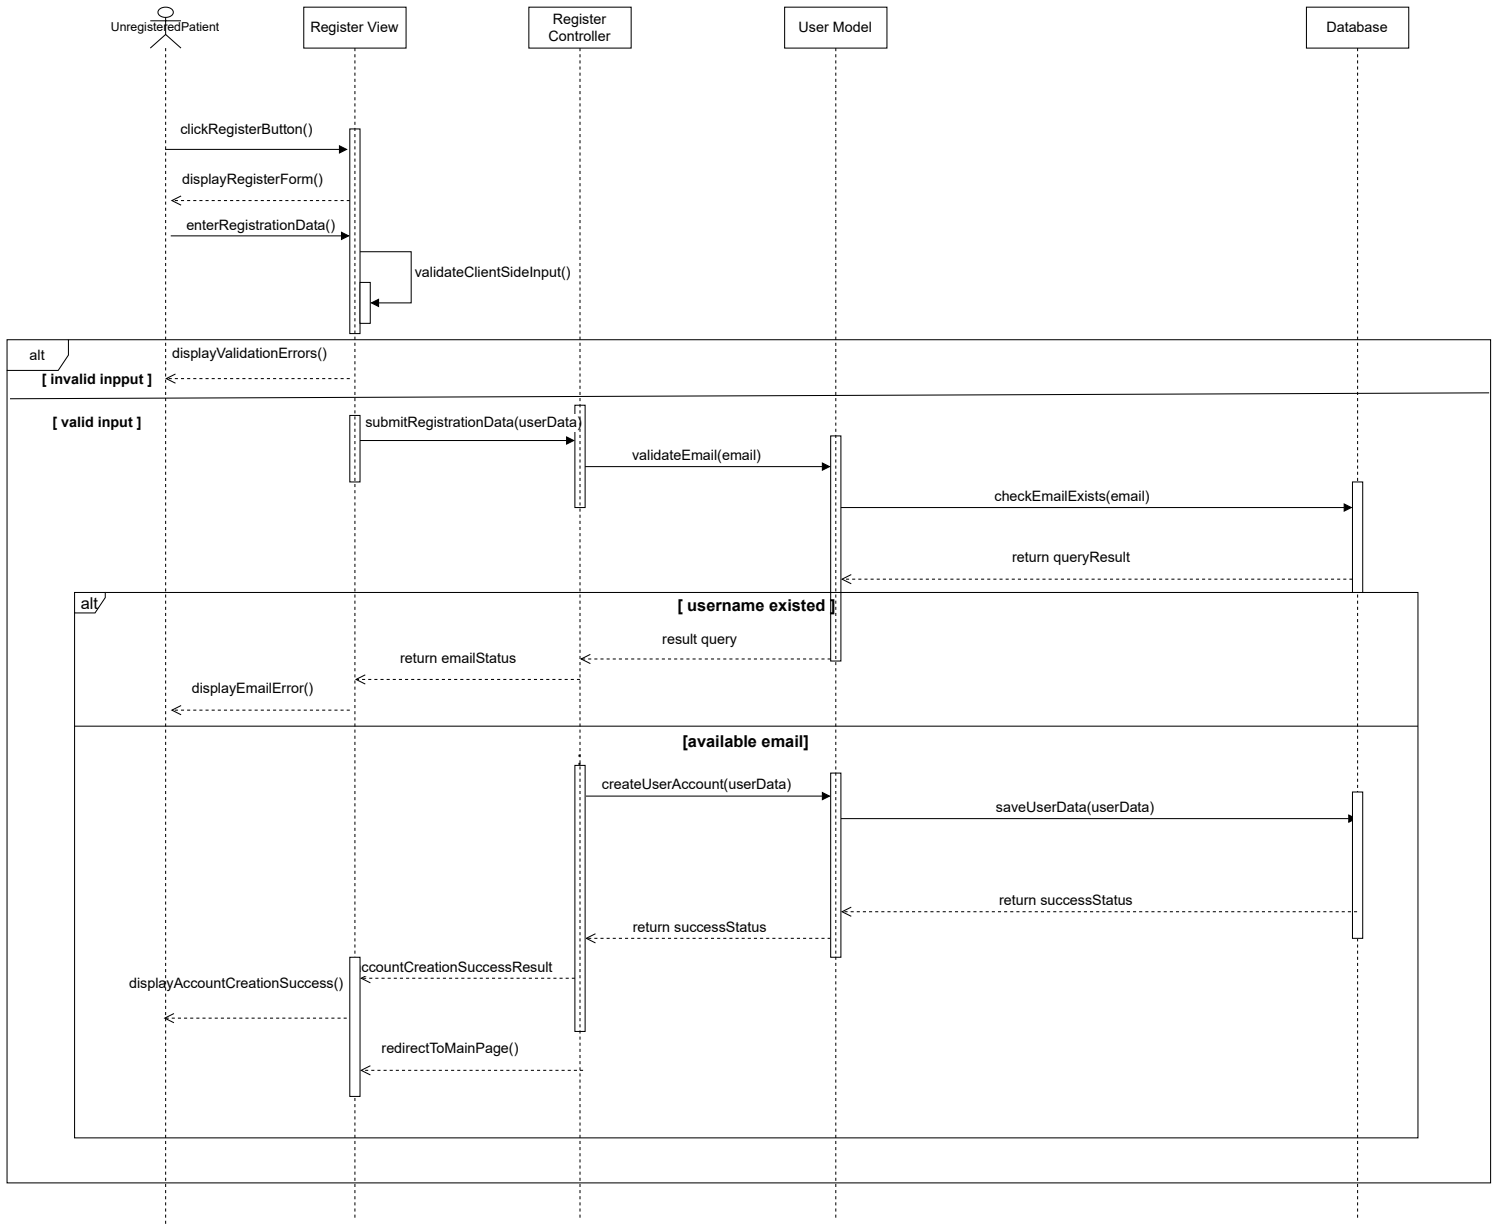 UnregisteredPatient
Register View
Register
Controller
User Model
Database
clickRegisterButton()
displayRegisterForm()
enterRegistrationData()
validateClientSideInput()
alt
displayValidationErrors()
[ invalid inpput ]
[ valid input ]
submitRegistrationData(userData)
validateEmail(email)
checkEmailExists(email)
return queryResult
alt
[ username existed ]
result query
return emailStatus
displayEmailError()
[available email]
createUserAccount(userData)
saveUserData(userData)
return successStatus
return successStatus
ccountCreationSuccessResult
displayAccountCreationSuccess()
redirectToMainPage()